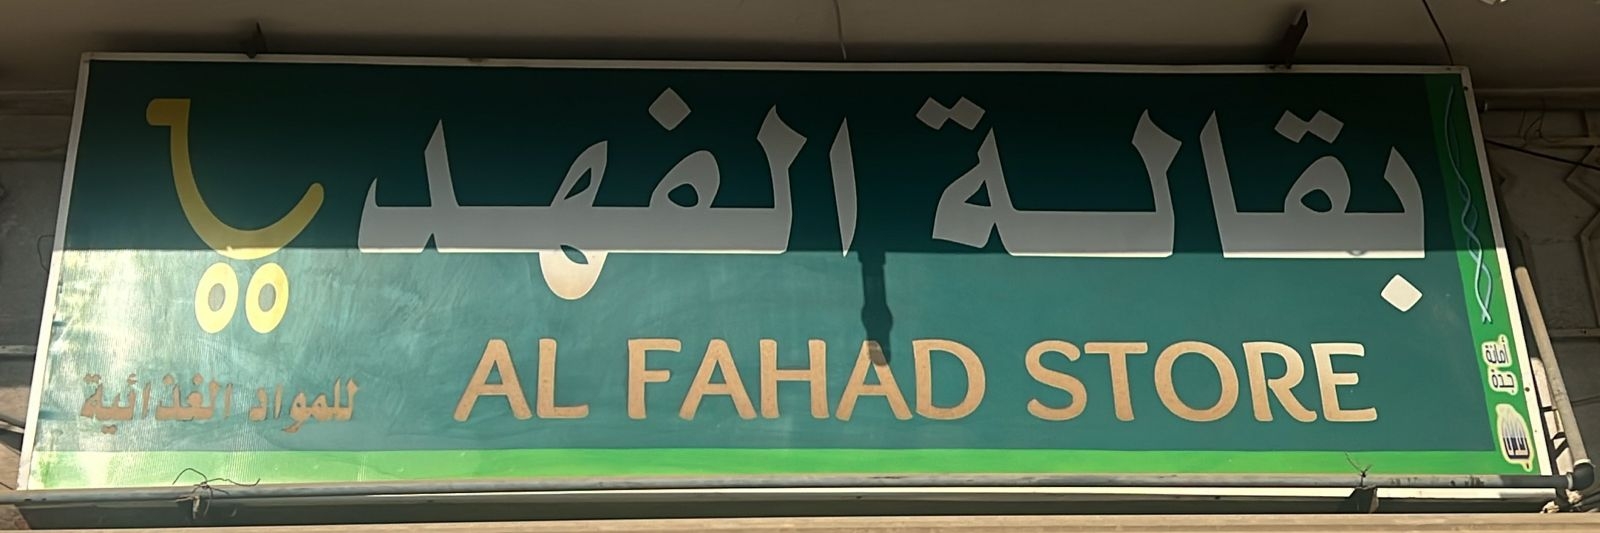 بقالة الفهد
AL FAHAD STORE
للمواد الغذائية
أمانة
جدة